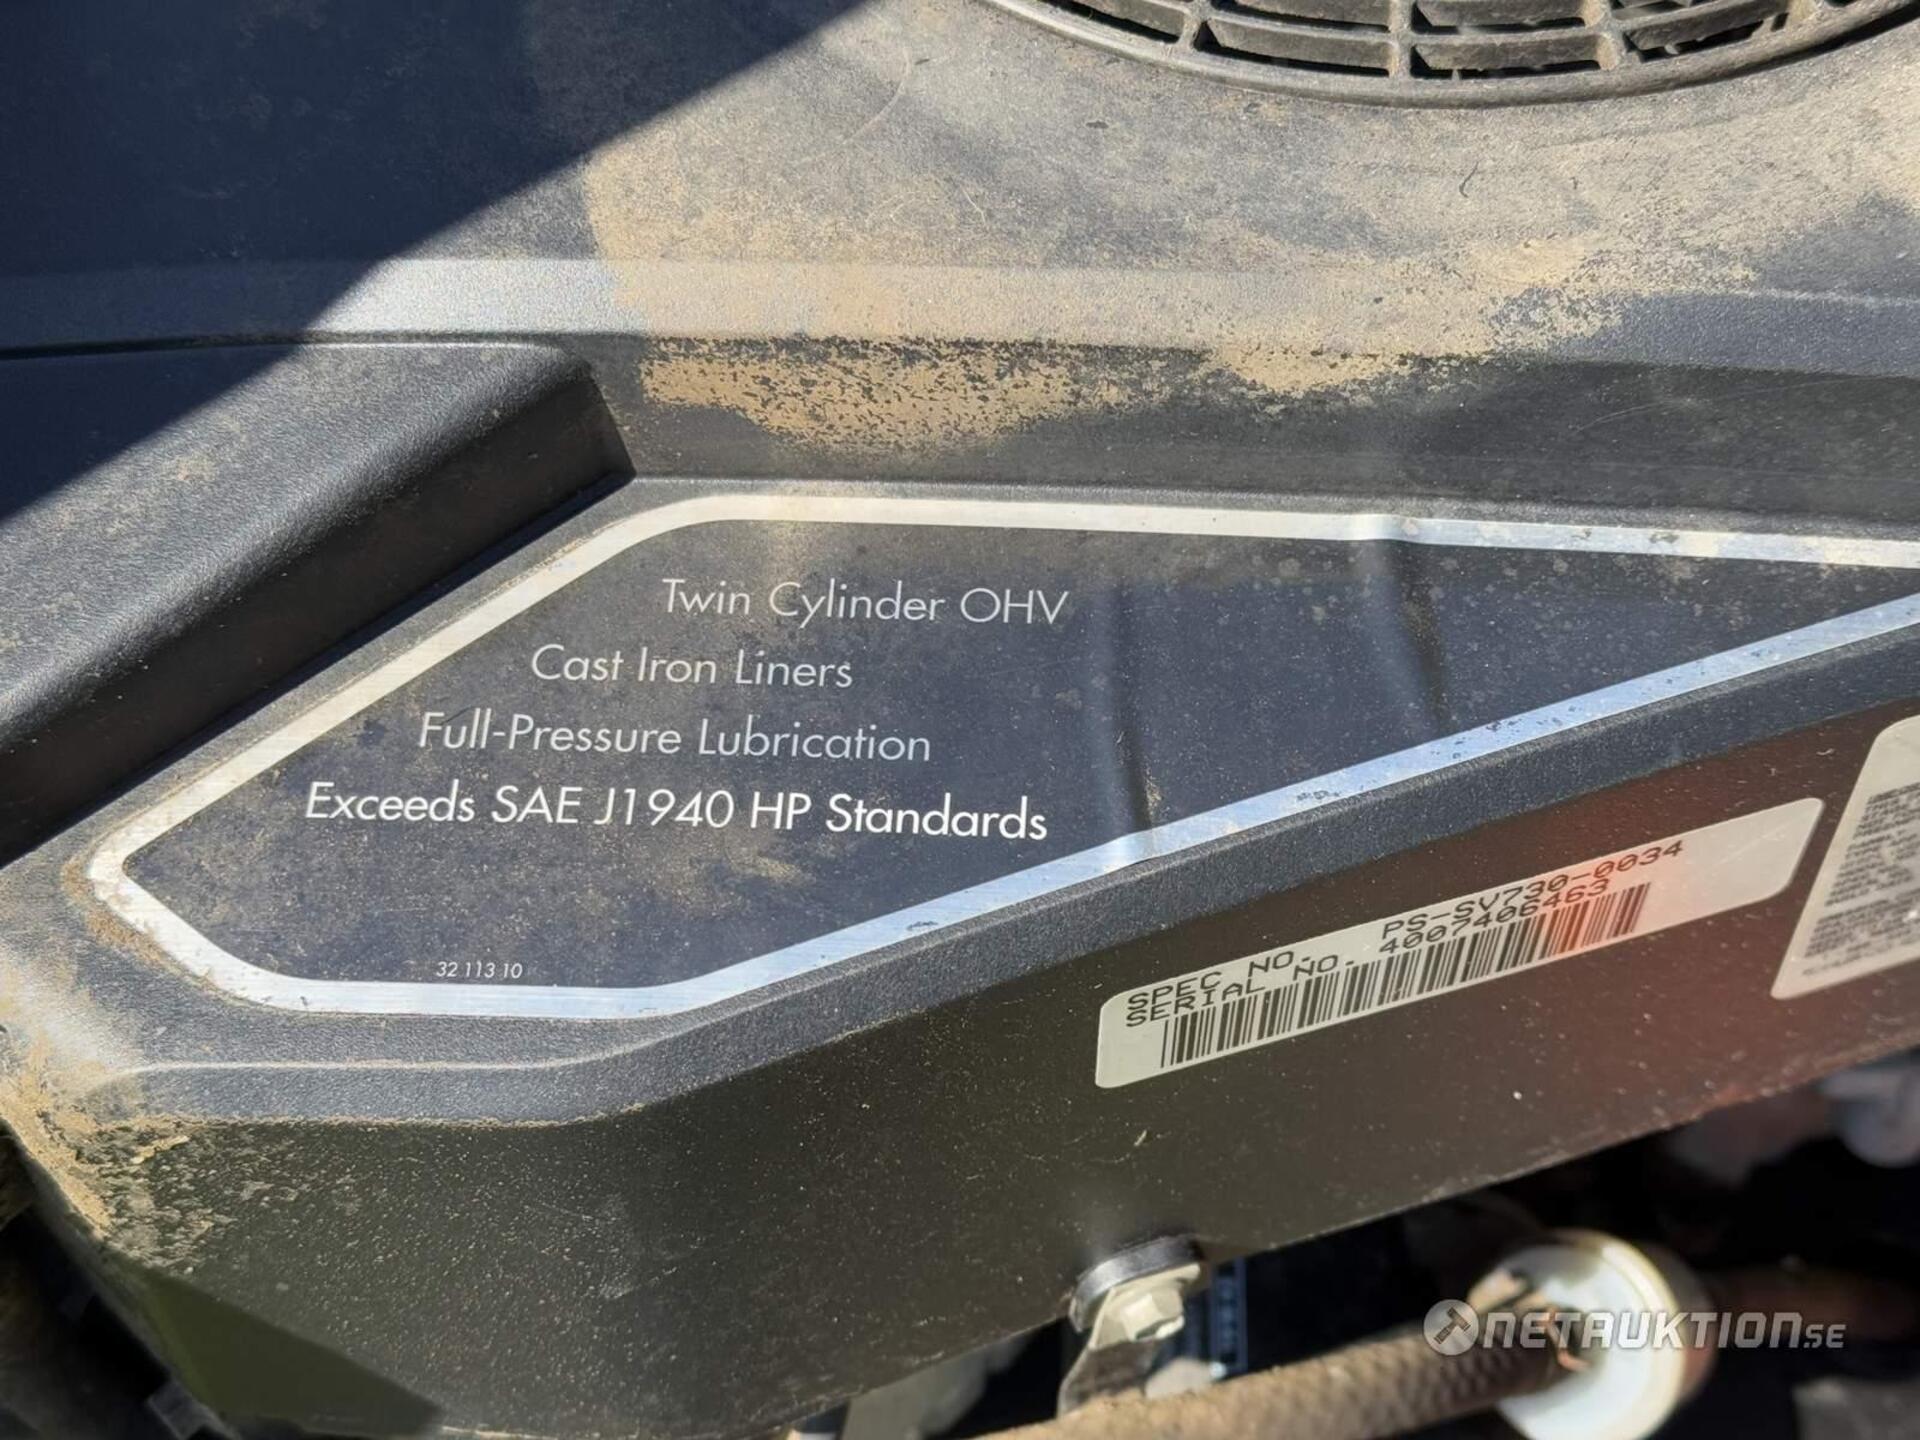 Twin Cylinder OHV
Cast Iron Liners
Full-Pressure Lubrication
Exceeds SAE J1940 HP Standards
32 113 10
SPEC NO. PS-SV730-0034
SERIAL NO. 4007406463
NETAUKTION.SE